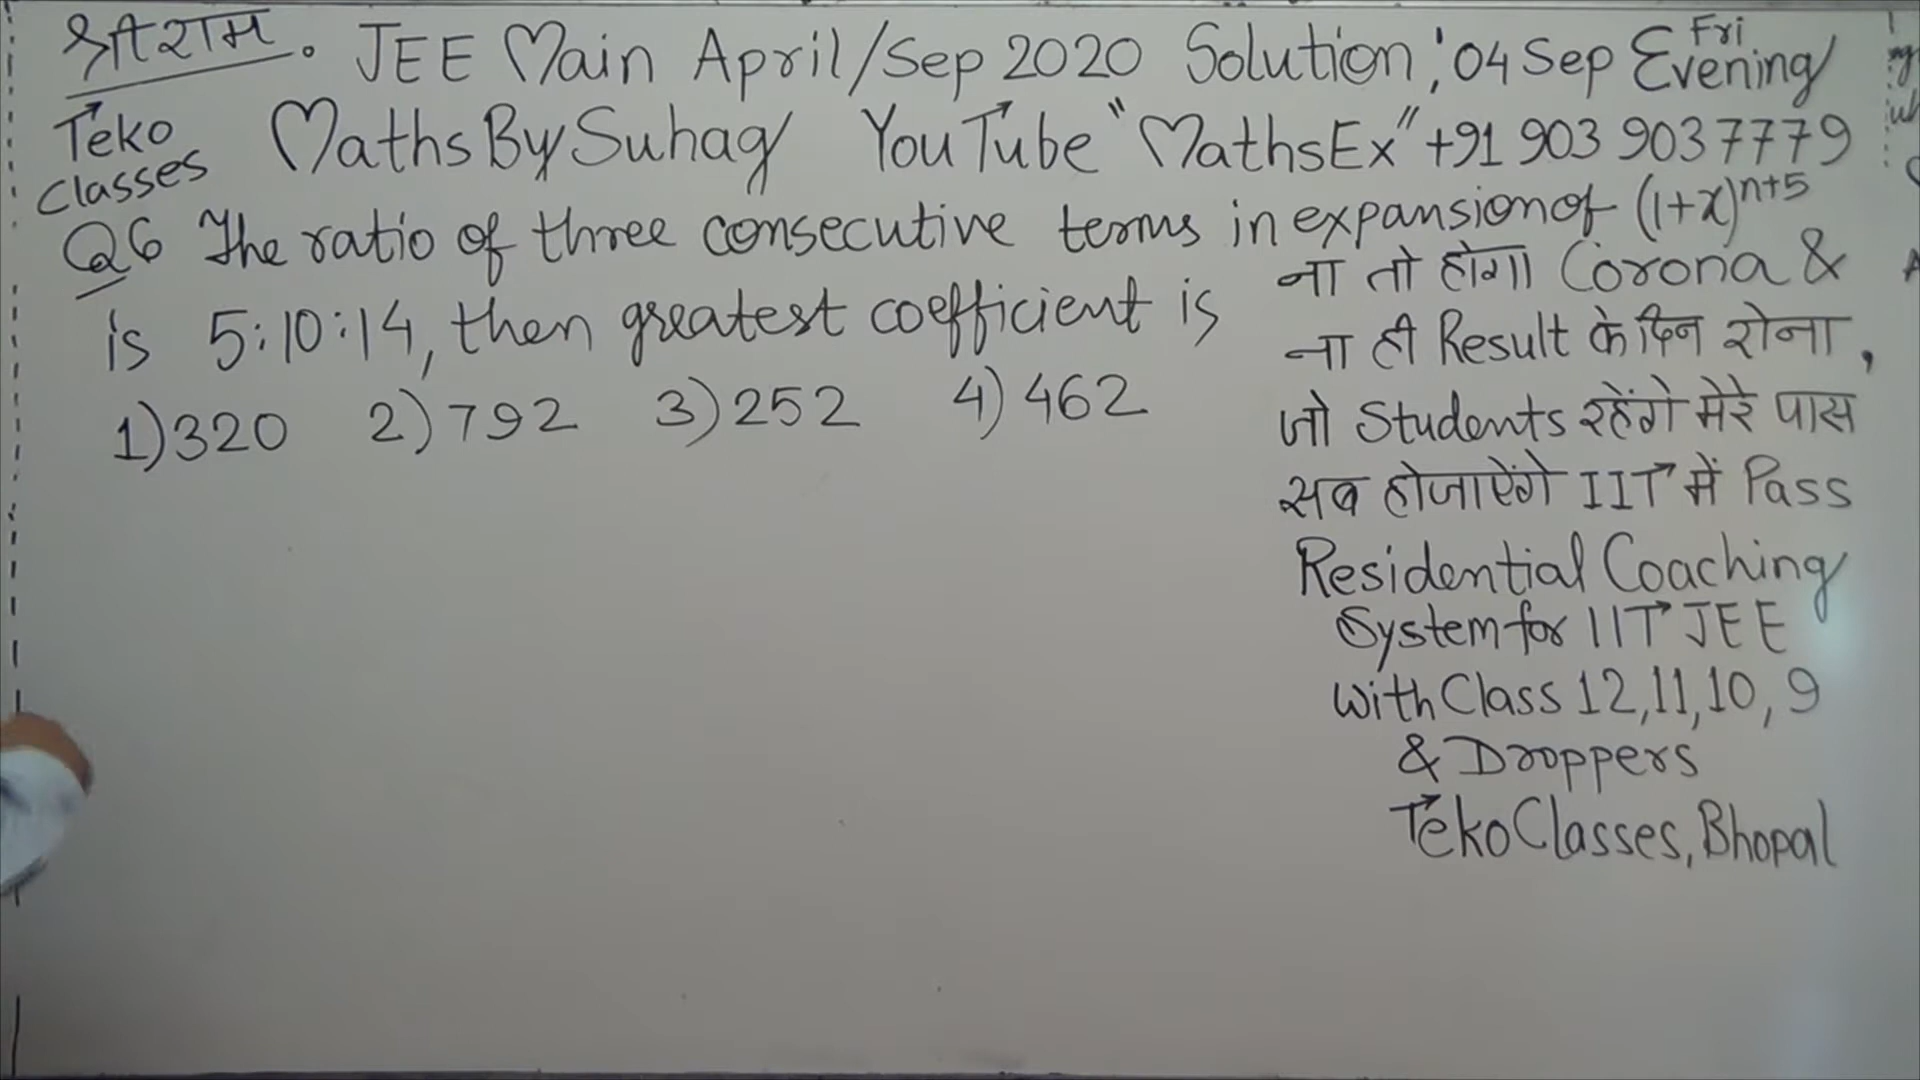 श्री राम . JEE Main April/Sep 2020 Solution, 04 Sep Fri Evening
Teko Classes MathsBySuhag YouTube "MathsEx" +91 903 903 7779
Q6 The ratio of three consecutive terms in expansion of (1+x)^n+5
is 5:10:14, then greatest coefficient is
1) 320 2) 792 3) 252 4) 462
ना तो होगा Corona &
ना ही Result के दिन रोना,
जो Students रहेंगे मेरे पास
सब होजाऐंगे IIT में Pass
Residential Coaching
System for IIT JEE
with Class 12, 11, 10, 9
& Droppers
Teko Classes, Bhopal